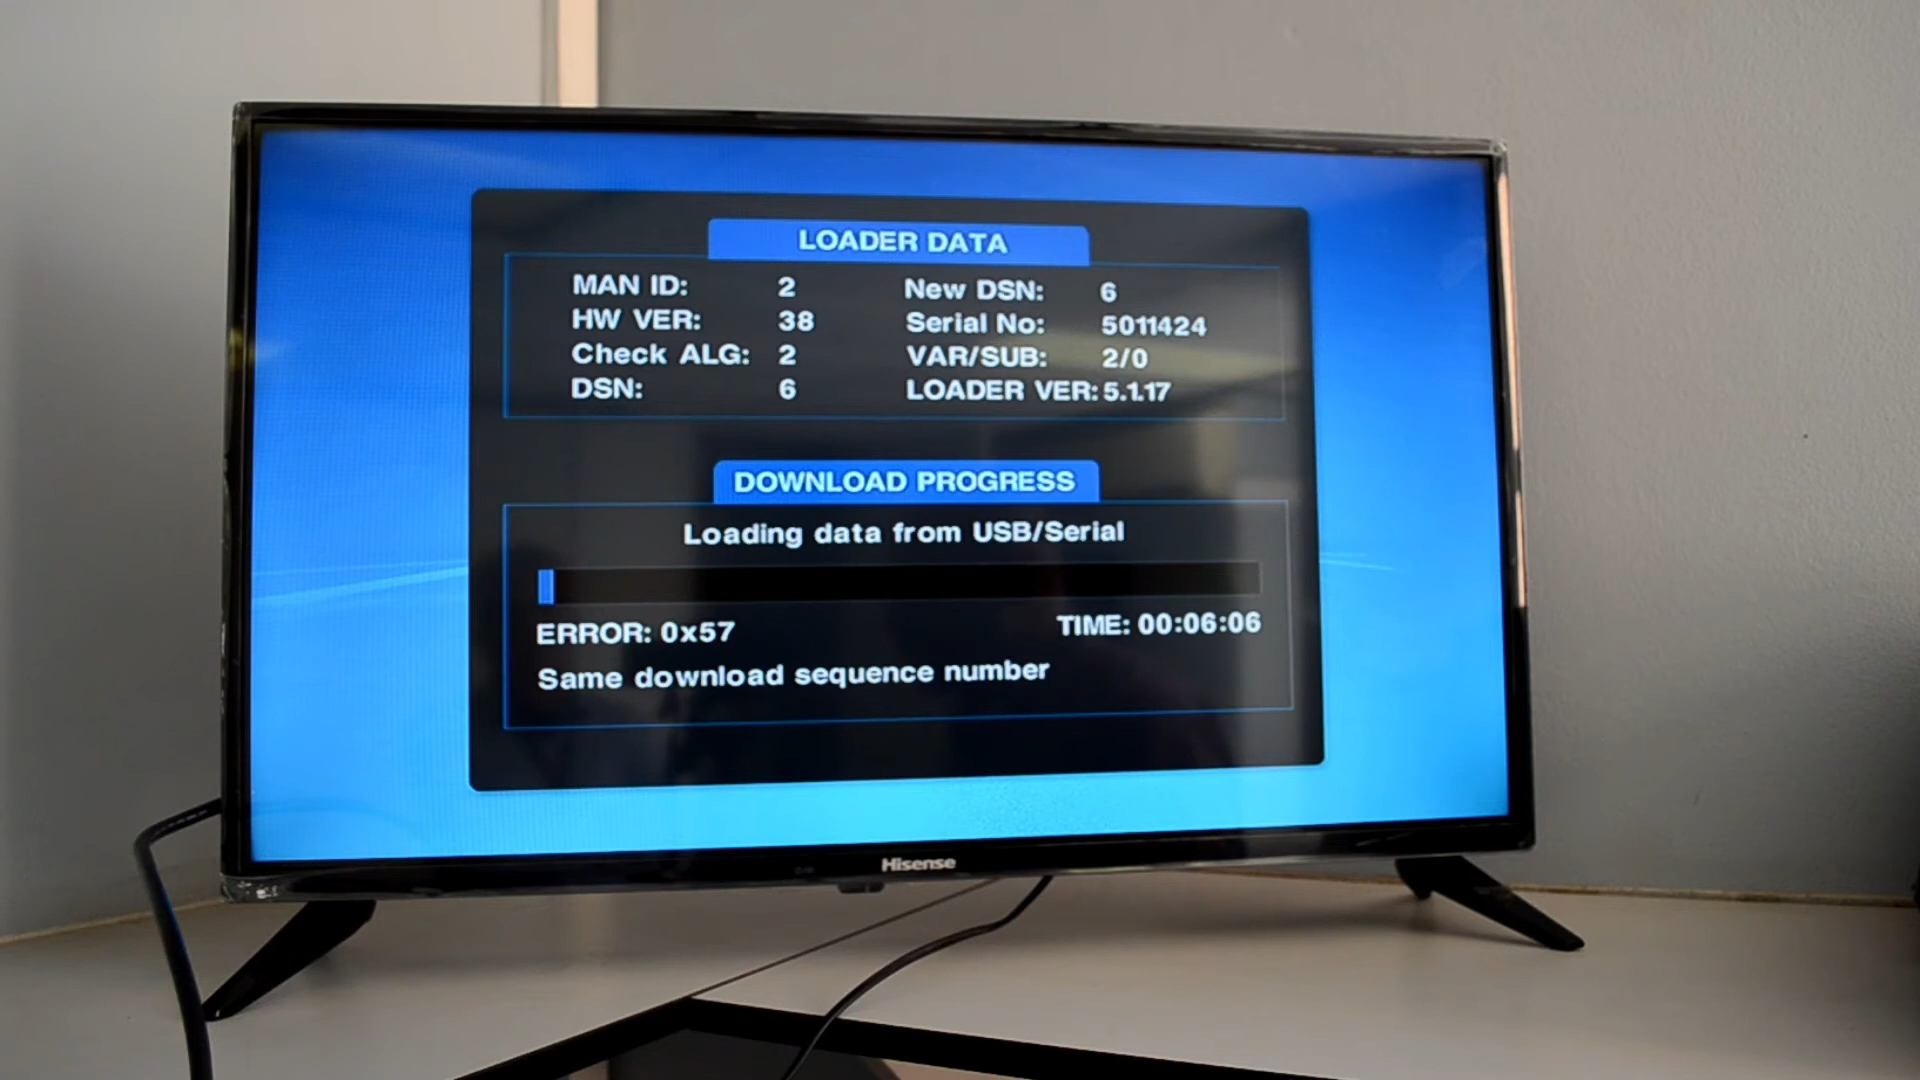 LOADER DATA
MAN ID: 2 New DSN: 6
HW VER: 38 Serial No: 5011424
Check ALG: 2 VAR/SUB: 2/0
DSN: 6 LOADER VER: 5.1.17
DOWNLOAD PROGRESS
Loading data from USB/Serial
ERROR: 0x57 TIME: 00:06:06
Same download sequence number
Hisense